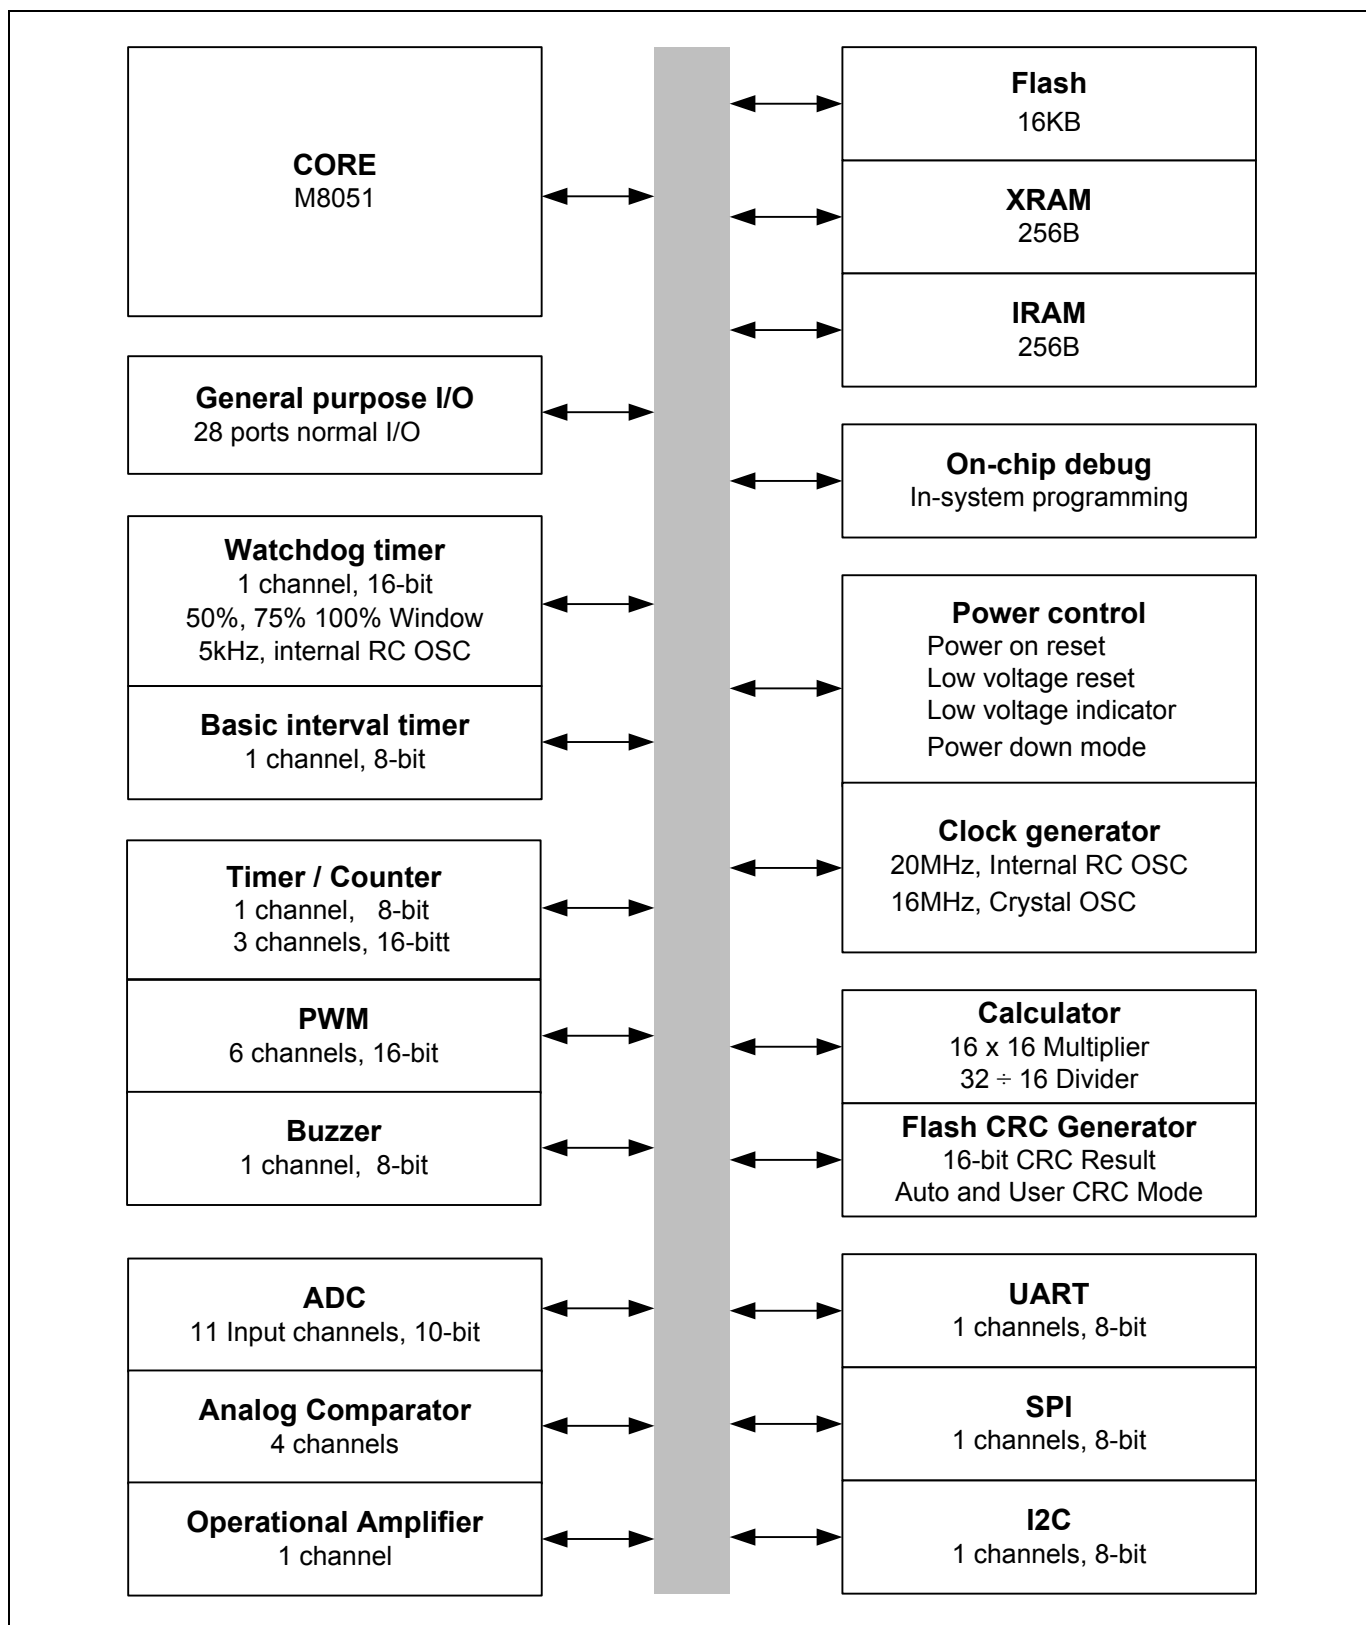 CORE
M8051
General purpose I/O
28 ports normal I/O
Watchdog timer
1 channel, 16-bit
50%, 75% 100% Window
5kHz, internal RC OSC
Basic interval timer
1 channel, 8-bit
Timer / Counter
1 channel, 8-bit
3 channels, 16-bitt
PWM
6 channels, 16-bit
Buzzer
1 channel, 8-bit
ADC
11 Input channels, 10-bit
Analog Comparator
4 channels
Operational Amplifier
1 channel
Flash
16KB
XRAM
256B
IRAM
256B
On-chip debug
In-system programming
Power control
Power on reset
Low voltage reset
Low voltage indicator
Power down mode
Clock generator
20MHz, Internal RC OSC
16MHz, Crystal OSC
Calculator
16 x 16 Multiplier
32 ÷ 16 Divider
Flash CRC Generator
16-bit CRC Result
Auto and User CRC Mode
UART
1 channels, 8-bit
SPI
1 channels, 8-bit
I2C
1 channels, 8-bit